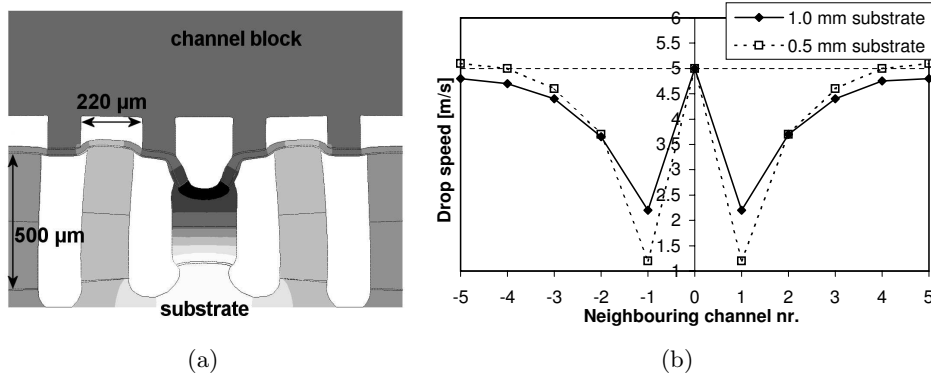 channel block
220 µm
500 µm
substrate
(a)
1.0 mm substrate
0.5 mm substrate
Drop speed [m/s]
6
5.5
5
4.5
4
3.5
3
2.5
2
1.5
1
-5 -4 -3 -2 -1 0 1 2 3 4 5
Neighbouring channel nr.
(b)